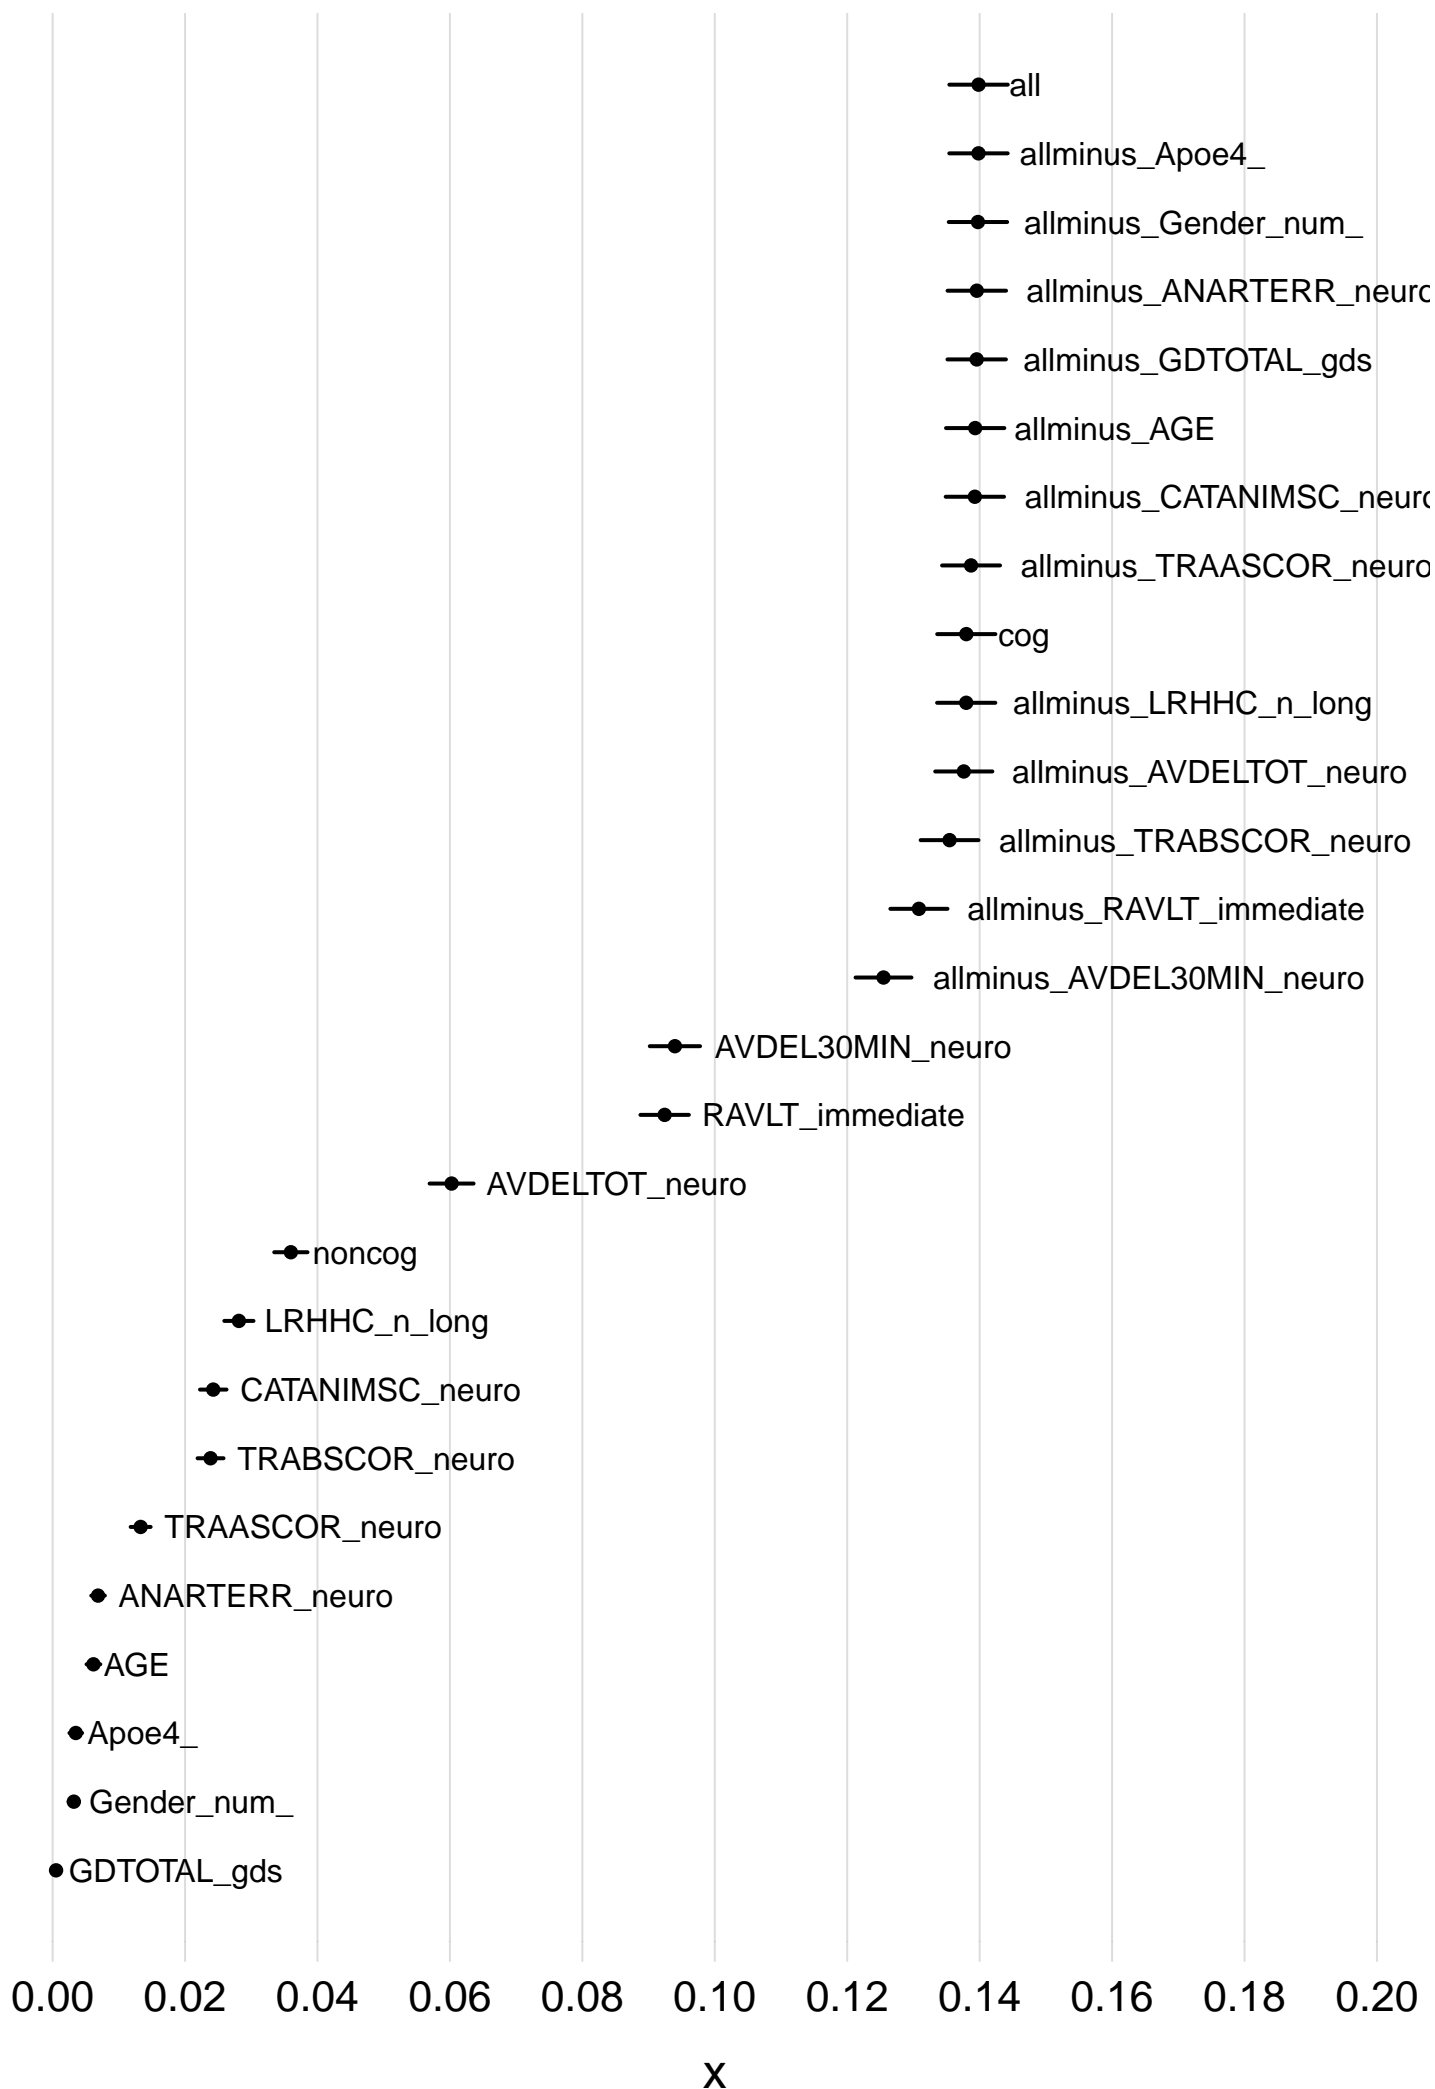 all
allminus_Apoe4_
allminus_Gender_num_
allminus_ANARTERR_neuro
allminus_GDTOTAL_gds
allminus_AGE
allminus_CATANIMSC_neuro
allminus_TRAASCOR_neuro
cog
allminus_LRHHC_n_long
allminus_AVDELTOT_neuro
allminus_TRABSCOR_neuro
allminus_RAVLT_immediate
allminus_AVDEL30MIN_neuro
AVDEL30MIN_neuro
RAVLT_immediate
AVDELTOT_neuro
noncog
LRHHC_n_long
CATANIMSC_neuro
TRABSCOR_neuro
TRAASCOR_neuro
ANARTERR_neuro
AGE
Apoe4_
Gender_num_
GDTOTAL_gds
0.00 0.02 0.04 0.06 0.08 0.10 0.12 0.14 0.16 0.18 0.20
x